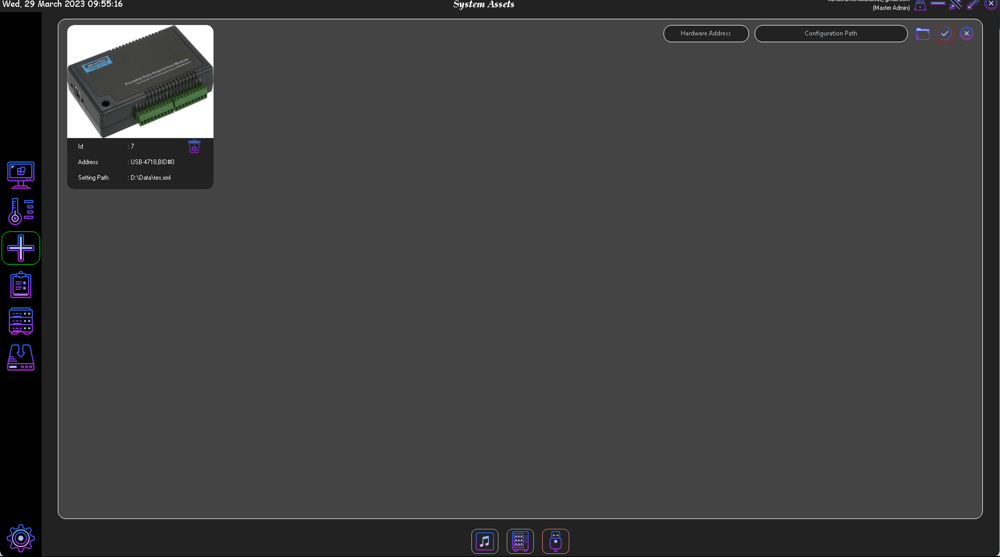 Wed, 29 March 2023 09:55:16
System Assets
(Master Admin)
Hardware Address
Configuration Path
ADVANTECH
USB-4718
Portable Data Acquisition Module
8-channel Thermocouple Input USB Module
Id : 7
Address : USB-4718,BID#0
Setting Path : D:\Data\tes.xml